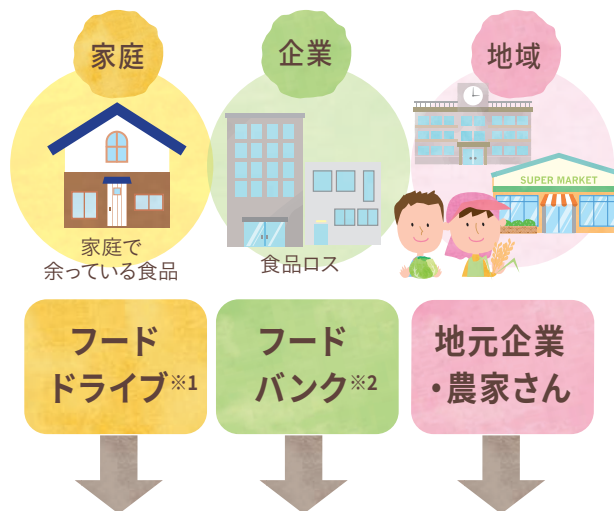 家庭
企業
地域
SUPER MARKET
家庭で
余っている食品
食品ロス
フード
ドライブ※1
フード
バンク※2
地元企業
・農家さん